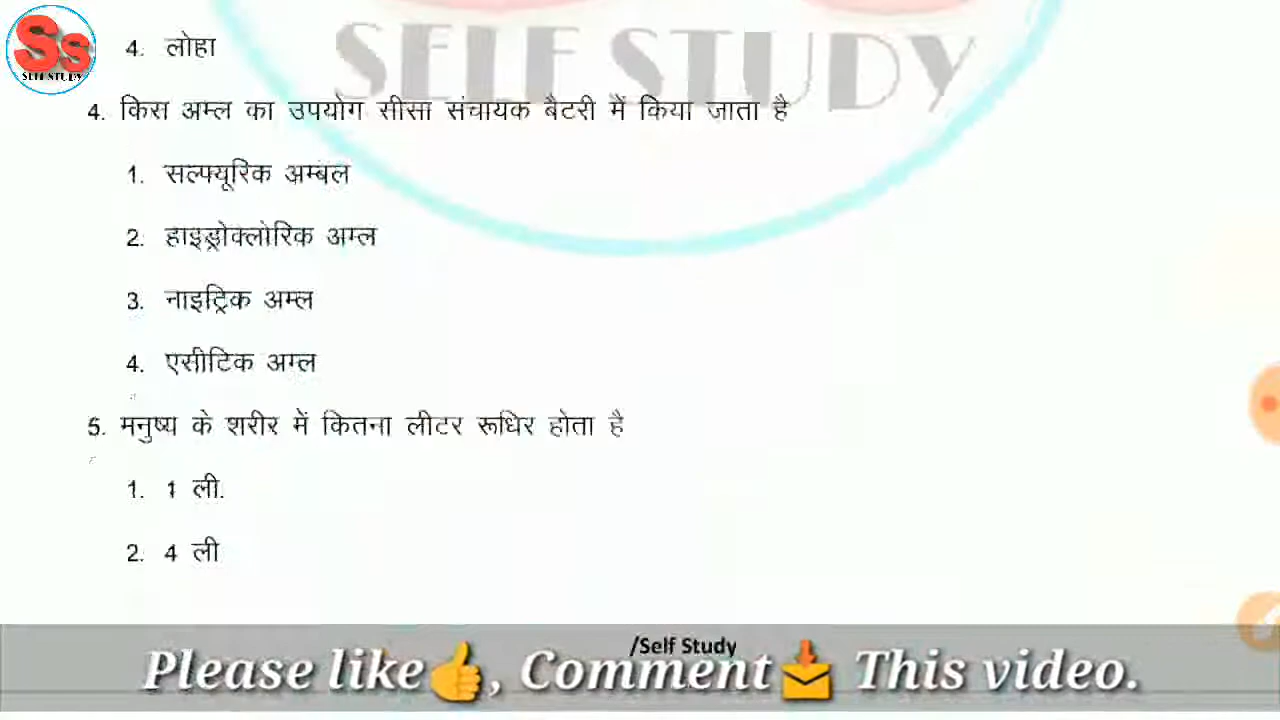 Ss
SELF STUDY
SELF STUDY
4. लोहा
4. किस अम्ल का उपयोग सीसा संचायक बैटरी मैं किया जाता है
1. सल्फ्यूरिक अम्बल
2. हाइड्रोक्लोरिक अम्ल
3. नाइट्रिक अम्ल
4. एसीटिक अम्ल
5. मनुष्य के शरीर में कितना लीटर रूधिर होता है
1. 1 ली.
2. 4 ली
/Self Study
Please like👍, Comment📩 This video.